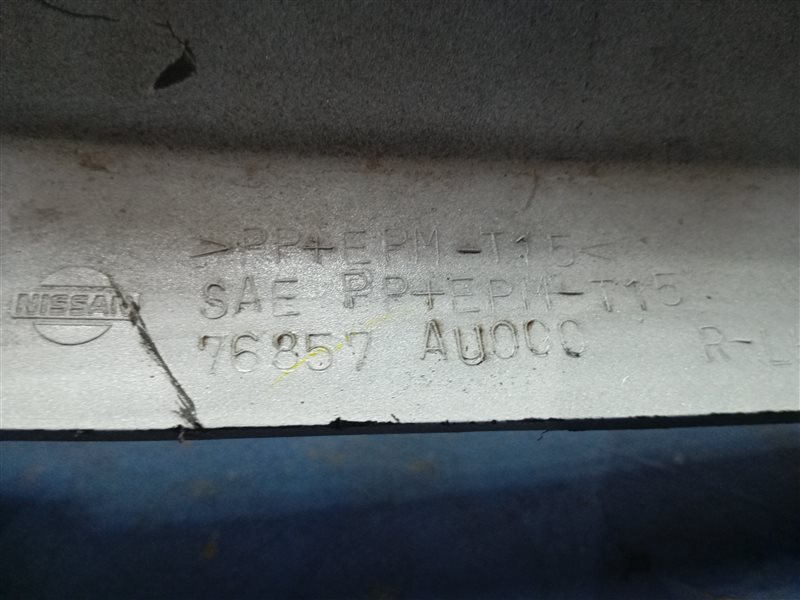 >PP+EPM-T15<
NISSAN
SAE PP+EPM-T15
76857 AU000 R-L